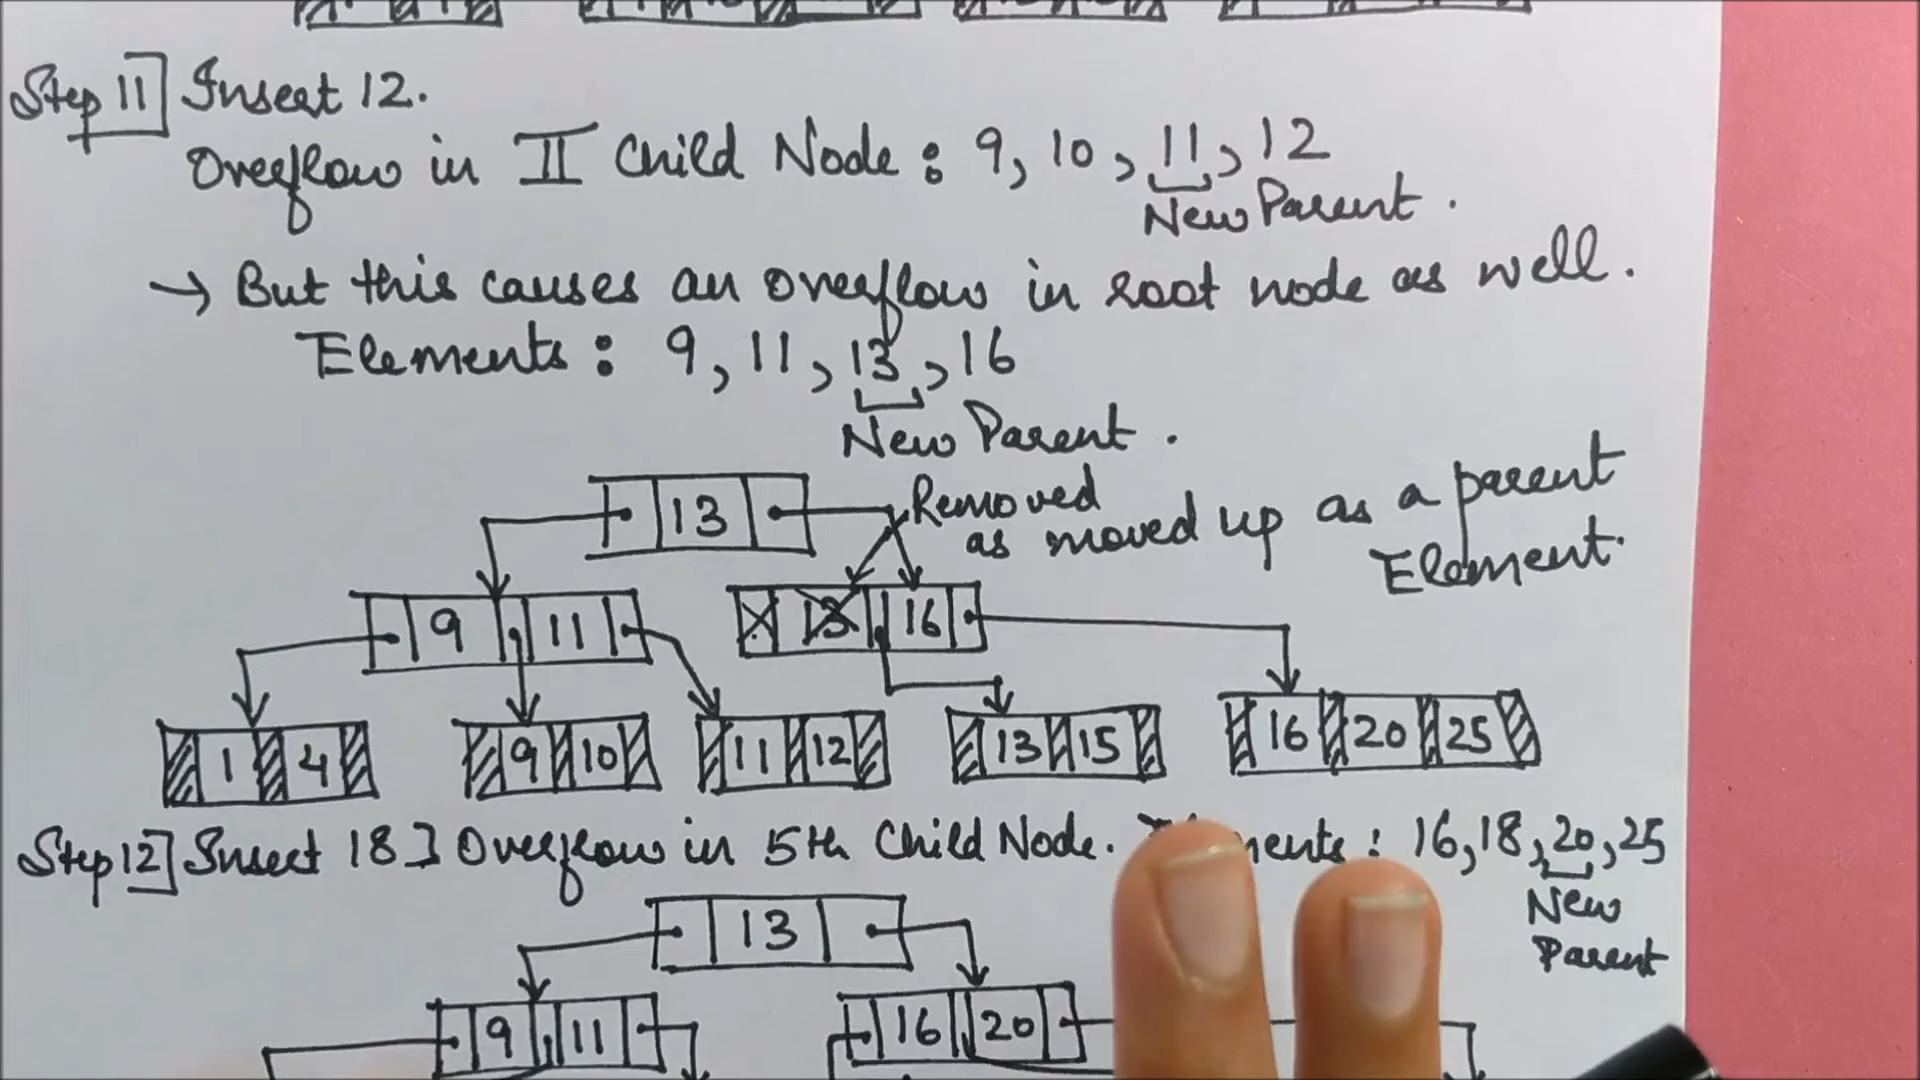 Step 11] Insert 12.
Overflow in II Child Node : 9, 10, 11, 12
New Parent.
→ But this causes an overflow in root node as well.
Elements : 9, 11, 13, 16
New Parent.
13
Removed
as moved up as a parent
Element.
9 11 13 16
1 4 9 10 11 12 13 15 16 20 25
Step 12] Insert 18] Overflow in 5th Child Node. : 16, 18, 20, 25
New
Parent
13
9 11 16 20